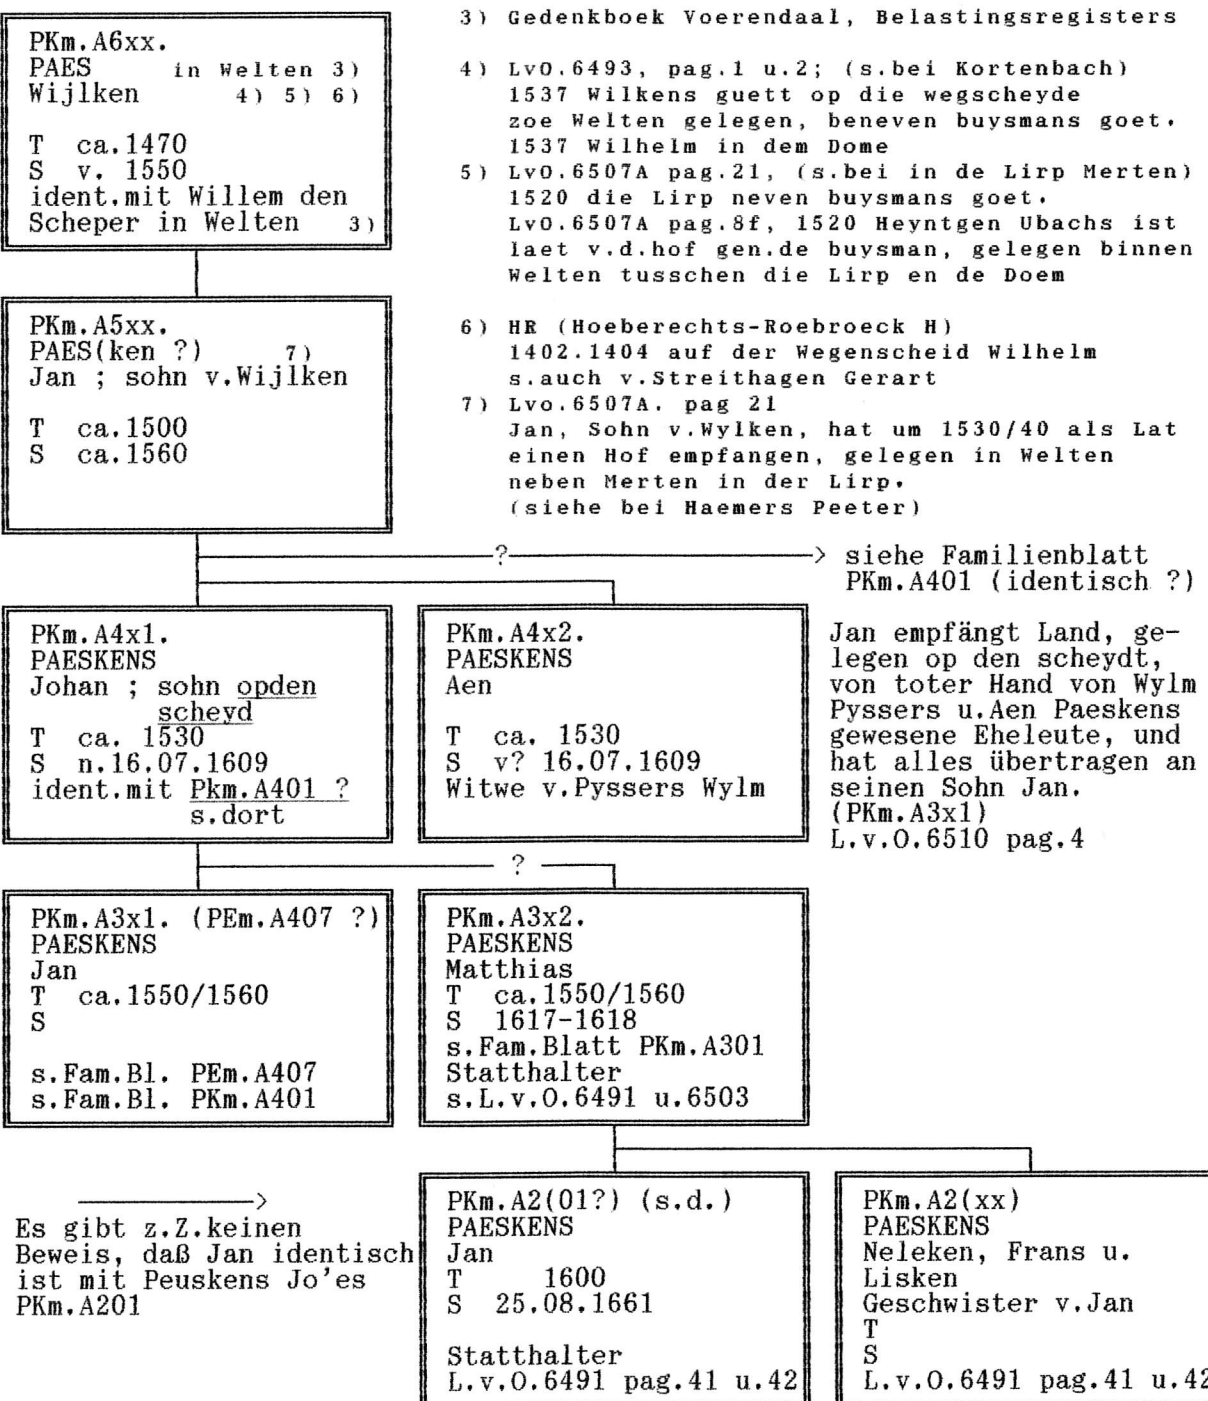 PKm.A6xx.
PAES in Welten 3)
Wijlken 4) 5) 6)
T ca.1470
S v. 1550
ident.mit Willem den
Scheper in Welten 3)
3) Gedenkboek Voerendaal, Belastingsregisters
4) LvO.6493, pag.1 u.2; (s.bei Kortenbach)
1537 Wilkens guett op die wegscheyde
zoe Welten gelegen, beneven buysmans goet.
1537 Wilhelm in dem Dome
5) LvO.6507A pag.21, (s.bei in de Lirp Merten)
1520 die Lirp neven buysmans goet.
LvO.6507A pag.8f, 1520 Heyntgen Ubachs ist
laet v.d.hof gen.de buysman, gelegen binnen
Welten tusschen die Lirp en de Doem
PKm.A5xx.
PAES(ken ?) 7)
Jan ; sohn v.Wijlken
T ca.1500
S ca.1560
6) HR (Hoeberechts-Roebroeck H)
1402.1404 auf der Wegenscheid Wilhelm
s.auch v.Streithagen Gerart
7) Lvo.6507A. pag 21
Jan, Sohn v.Wylken, hat um 1530/40 als Lat
einen Hof empfangen, gelegen in Welten
neben Merten in der Lirp.
(siehe bei Haemers Peeter)
? > siehe Familienblatt
PKm.A401 (identisch ?)
PKm.A4x1.
PAESKENS
Johan ; sohn opden
scheyd
T ca. 1530
S n.16.07.1609
ident.mit Pkm.A401 ?
s.dort
PKm.A4x2.
PAESKENS
Aen
T ca. 1530
S v? 16.07.1609
Witwe v.Pyssers Wylm
Jan empfängt Land, ge-
legen op den scheydt,
von toter Hand von Wylm
Pyssers u.Aen Paeskens
gewesene Eheleute, und
hat alles übertragen an
seinen Sohn Jan.
(PKm.A3x1)
L.v.O.6510 pag.4
?
PKm.A3x1. (PEm.A407 ?)
PAESKENS
Jan
T ca.1550/1560
S
s.Fam.Bl. PEm.A407
s.Fam.Bl. PKm.A401
PKm.A3x2.
PAESKENS
Matthias
T ca.1550/1560
S 1617-1618
s.Fam.Blatt PKm.A301
Statthalter
s.L.v.O.6491 u.6503
>
Es gibt z.Z.keinen
Beweis, daß Jan identisch
ist mit Peuskens Jo'es
PKm.A201
PKm.A2(01?) (s.d.)
PAESKENS
Jan
T 1600
S 25.08.1661
Statthalter
L.v.O.6491 pag.41 u.42
PKm.A2(xx)
PAESKENS
Neleken, Frans u.
Lisken
Geschwister v.Jan
T
S
L.v.O.6491 pag.41 u.42